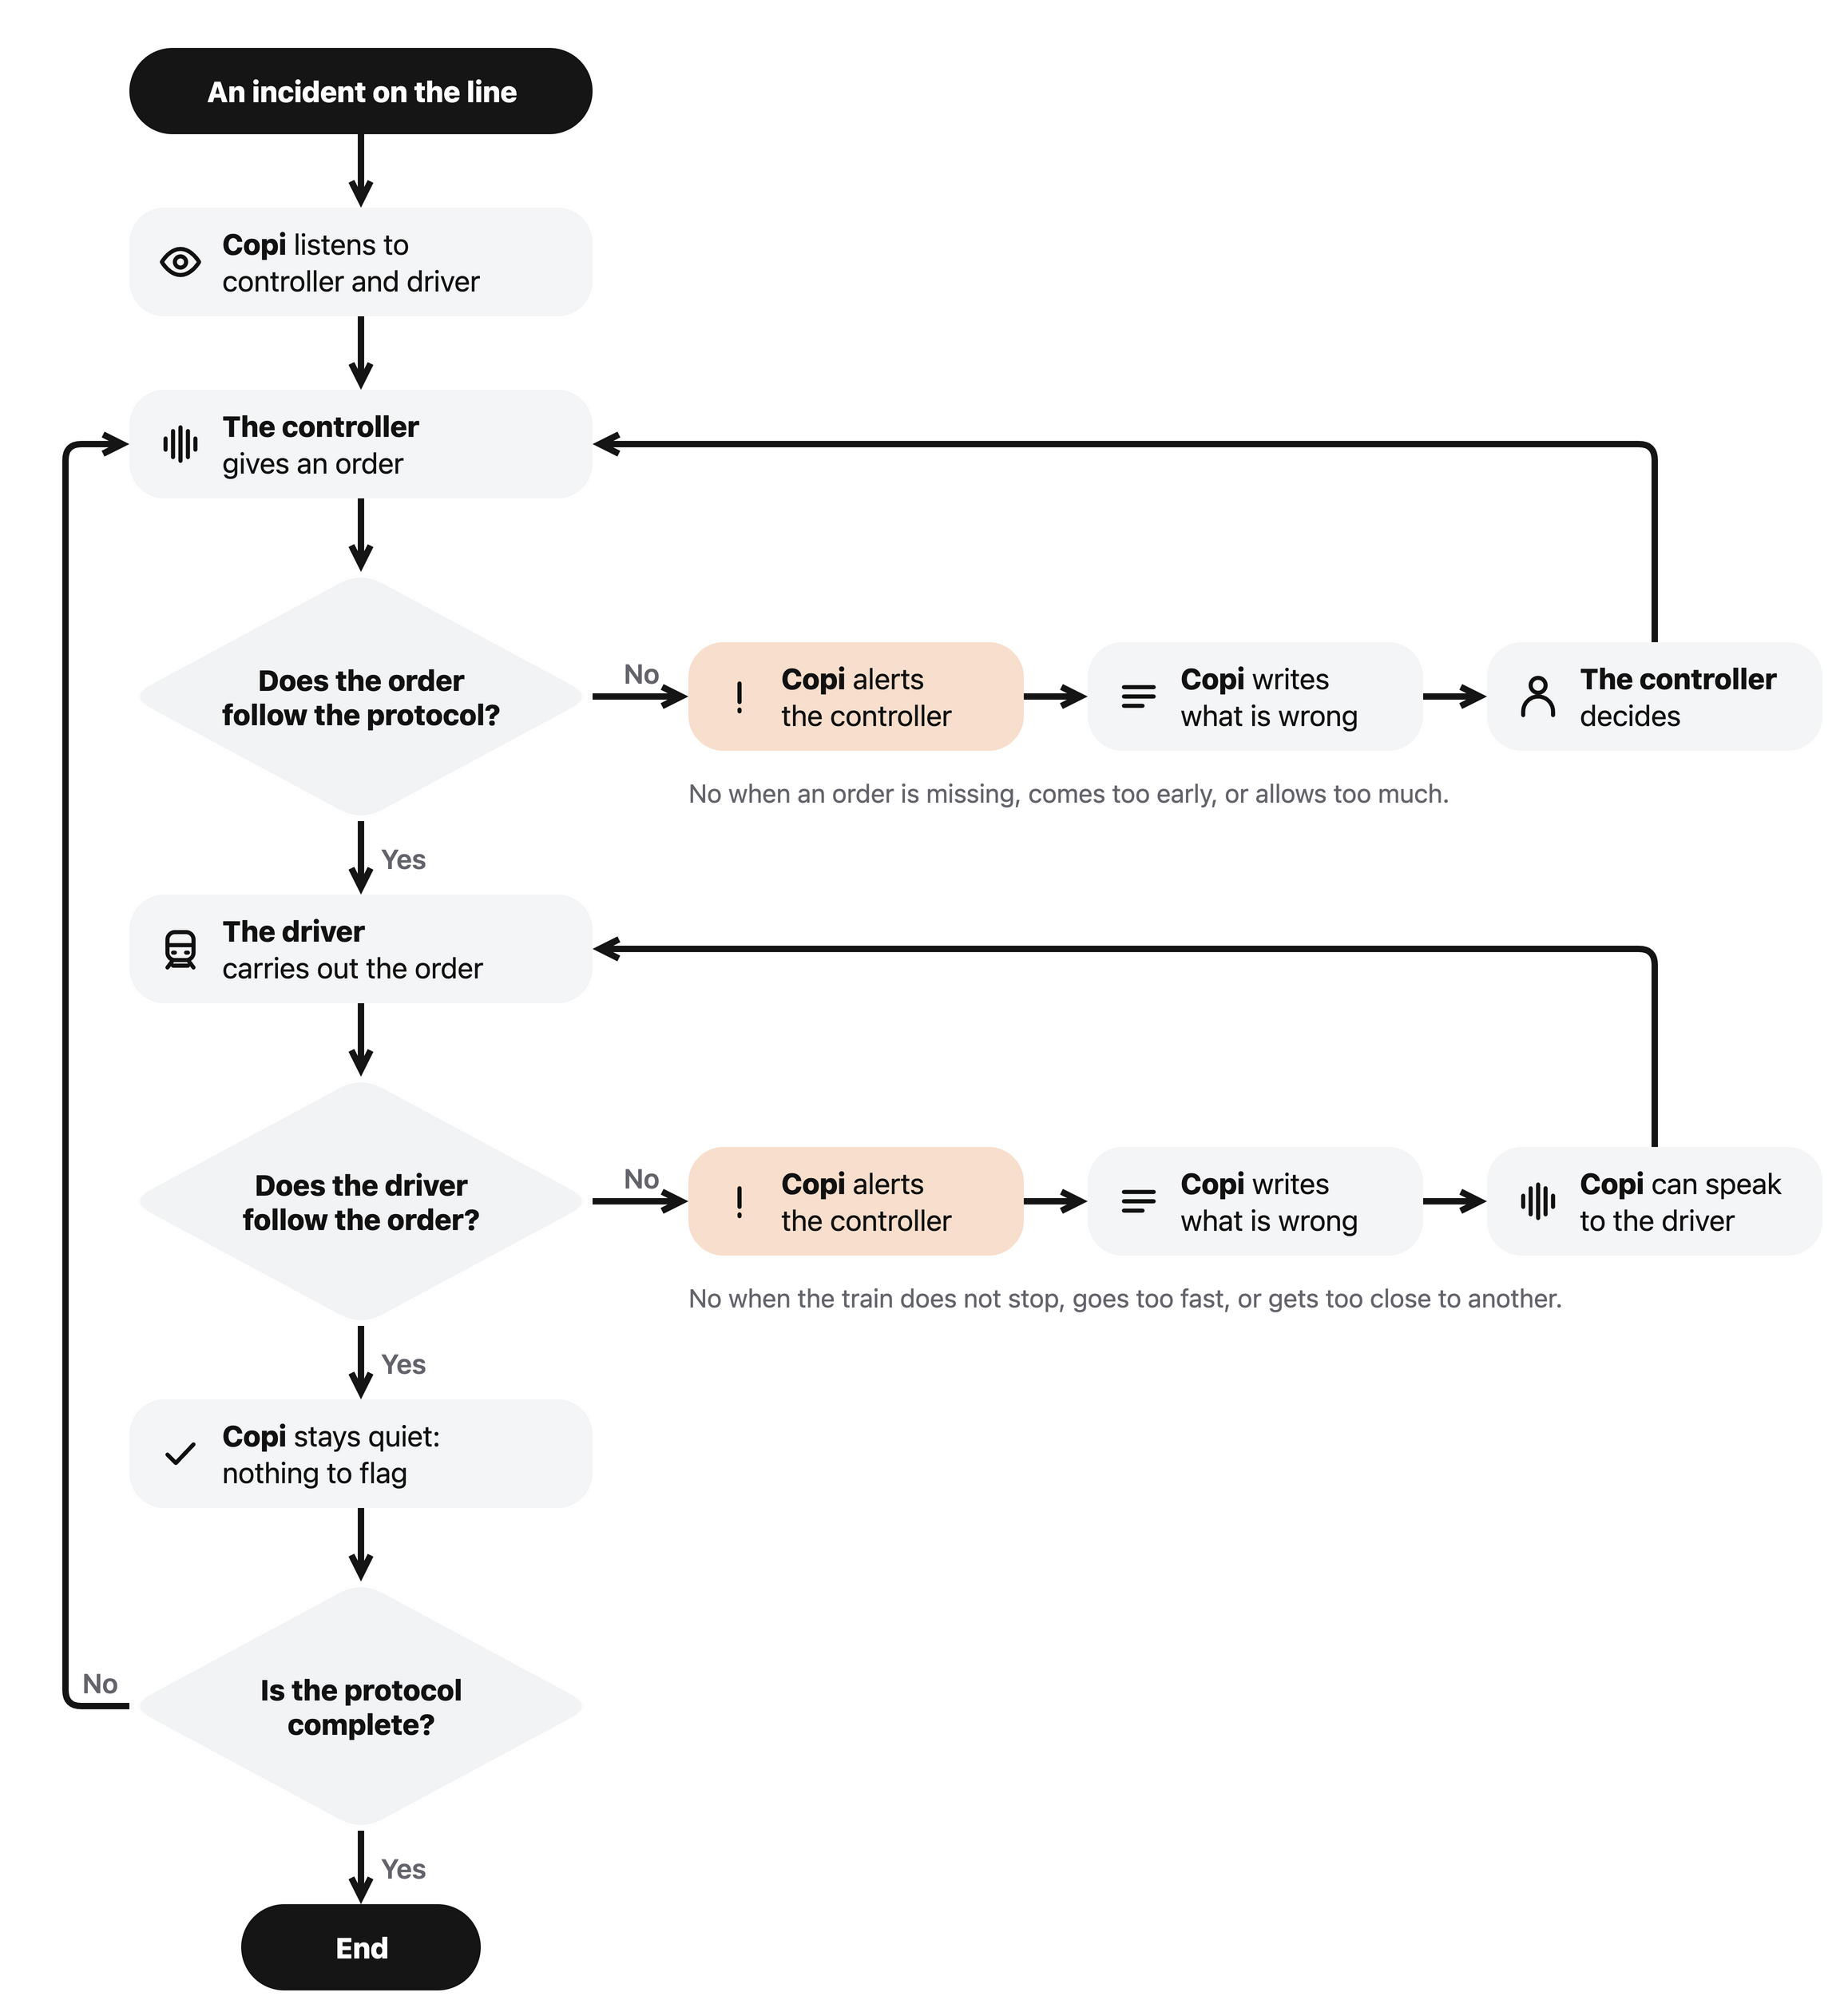 An incident on the line
Copi listens to
controller and driver
The controller
gives an order
Does the order
follow the protocol?
No
Copi alerts
the controller
Copi writes
what is wrong
The controller
decides
No when an order is missing, comes too early, or allows too much.
Yes
The driver
carries out the order
Does the driver
follow the order?
No
Copi alerts
the controller
Copi writes
what is wrong
Copi can speak
to the driver
No when the train does not stop, goes too fast, or gets too close to another.
Yes
Copi stays quiet:
nothing to flag
No
Is the protocol
complete?
Yes
End